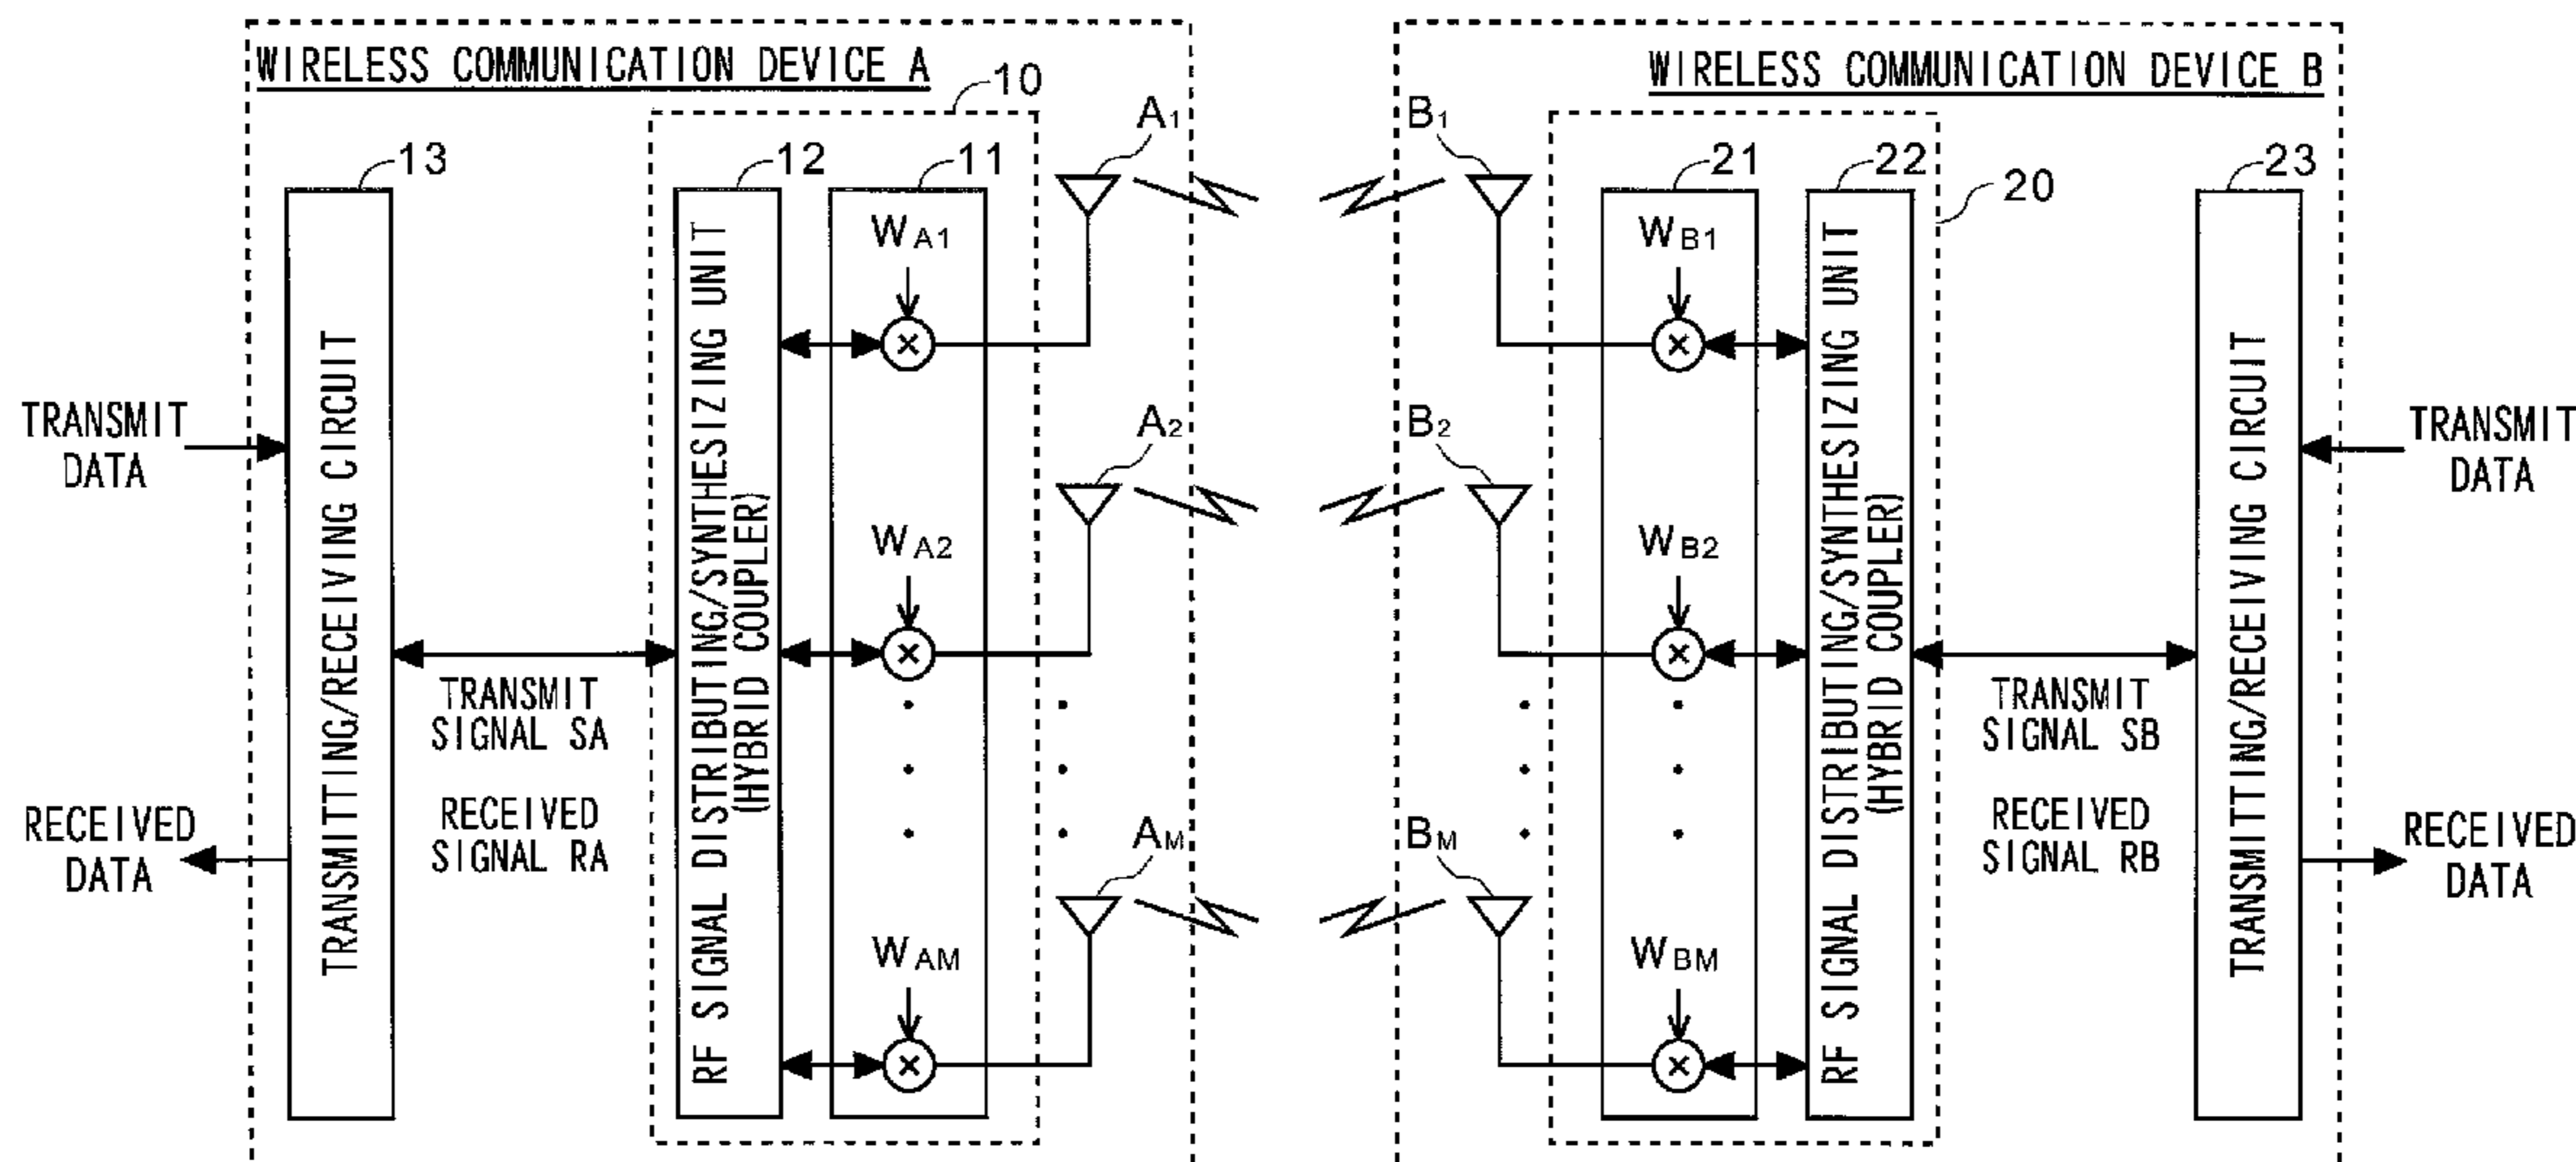 WIRELESS COMMUNICATION DEVICE A
10
13
12
11
A1
WA1
A2
WA2
AM
WAM
TRANSMIT
DATA
RECEIVED
DATA
TRANSMITTING/RECEIVING CIRCUIT
TRANSMIT
SIGNAL SA
RECEIVED
SIGNAL RA
RF SIGNAL DISTRIBUTING/SYNTHESIZING UNIT
(HYBRID COUPLER)
WIRELESS COMMUNICATION DEVICE B
B1
21
22
20
23
WB1
B2
WB2
BM
WBM
RF SIGNAL DISTRIBUTING/SYNTHESIZING UNIT
(HYBRID COUPLER)
TRANSMIT
SIGNAL SB
RECEIVED
SIGNAL RB
TRANSMITTING/RECEIVING CIRCUIT
TRANSMIT
DATA
RECEIVED
DATA